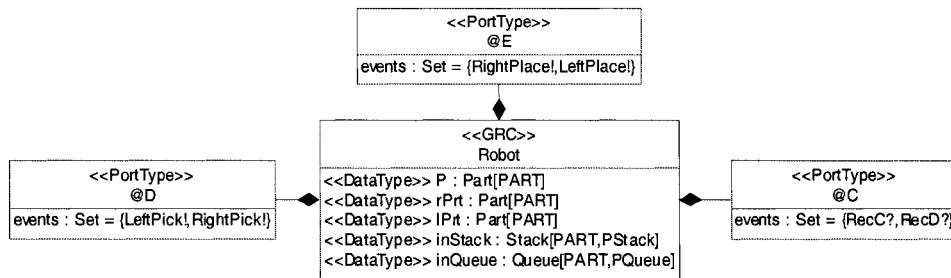 <<PortType>>
@E
events : Set = {RightPlace!,LeftPlace!}
<<GRC>>
Robot
<<DataType>> P : Part[PART]
<<DataType>> rPrt : Part[PART]
<<DataType>> lPrt : Part[PART]
<<DataType>> inStack : Stack[PART,PStack]
<<DataType>> inQueue : Queue[PART,PQueue]
<<PortType>>
@D
events : Set = {LeftPick!,RightPick!}
<<PortType>>
@C
events : Set = {RecC?,RecD?}